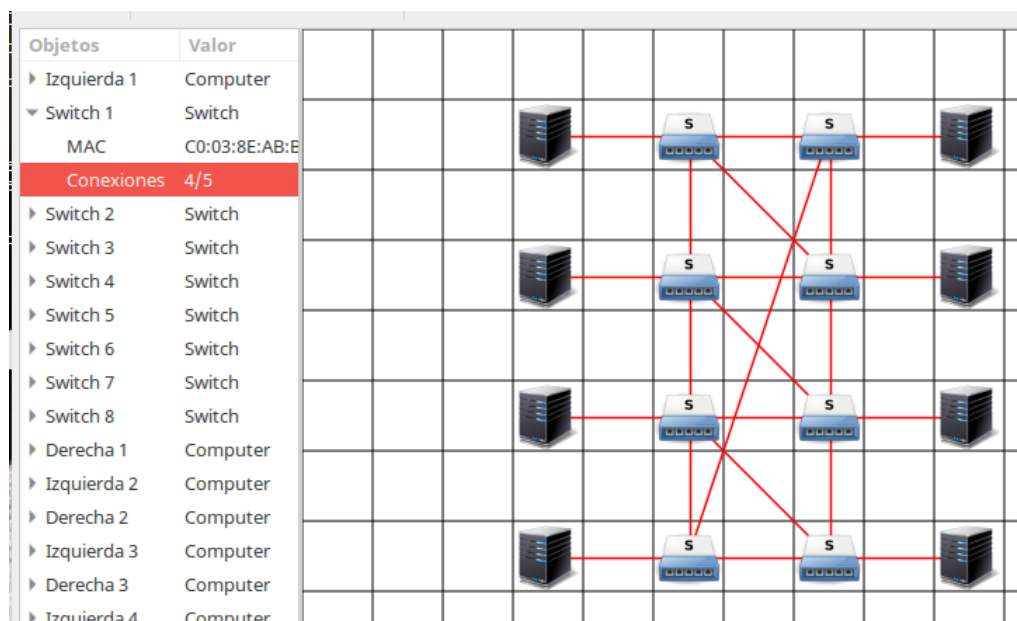 Objetos Valor
Izquierda 1 Computer
Switch 1 Switch
MAC C0:03:8E:AB:E
Conexiones 4/5
Switch 2 Switch
Switch 3 Switch
Switch 4 Switch
Switch 5 Switch
Switch 6 Switch
Switch 7 Switch
Switch 8 Switch
Derecha 1 Computer
Izquierda 2 Computer
Derecha 2 Computer
Izquierda 3 Computer
Derecha 3 Computer
Izquierda 4 Computer
S S
S S
S S
S S